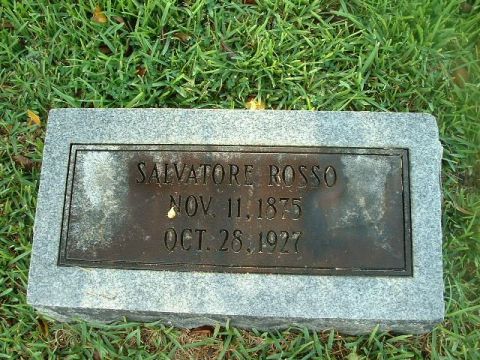 SALVATORE ROSSO
NOV. 11, 1875
OCT. 28, 1927